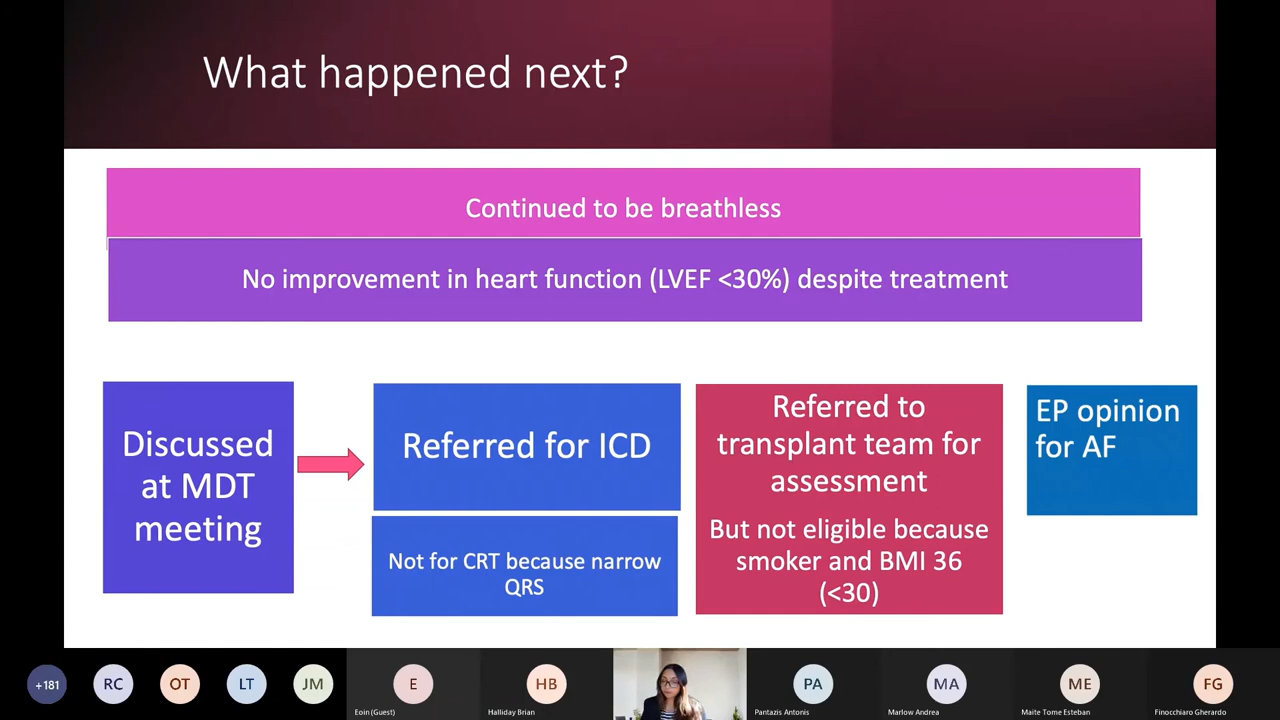 What happened next?
Continued to be breathless
No improvement in heart function (LVEF <30%) despite treatment
Discussed
at MDT
meeting
Referred for ICD
Not for CRT because narrow
QRS
Referred to
transplant team for
assessment
But not eligible because
smoker and BMI 36
(<30)
EP opinion
for AF
+181
RC
OT
LT
JM
E
Eoin (Guest)
HB
Halliday Brian
PA
Pantazis Antonis
MA
Marlow Andrea
ME
Maite Tome Esteban
FG
Finocchiaro Gherardo